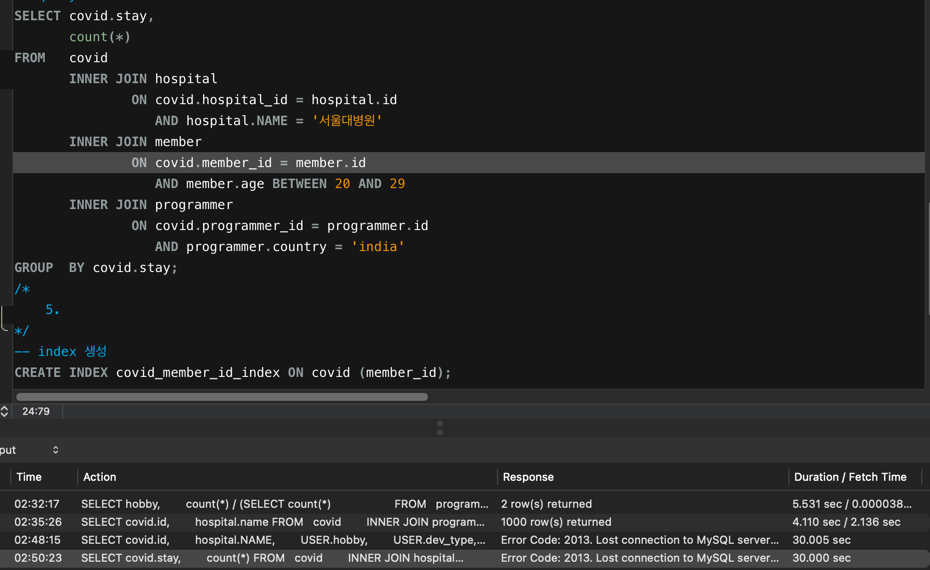 SELECT covid.stay,
count(*)
FROM covid
INNER JOIN hospital
ON covid.hospital_id = hospital.id
AND hospital.NAME = '서울대병원'
INNER JOIN member
ON covid.member_id = member.id
AND member.age BETWEEN 20 AND 29
INNER JOIN programmer
ON covid.programmer_id = programmer.id
AND programmer.country = 'india'
GROUP BY covid.stay;
/*
5.
*/
-- index 생성
CREATE INDEX covid_member_id_index ON covid (member_id);
24:79
put
Time Action Response Duration / Fetch Time
02:32:17 SELECT hobby, count(*) / (SELECT count(*) FROM program... 2 row(s) returned 5.531 sec / 0.000038...
02:35:26 SELECT covid.id, hospital.name FROM covid INNER JOIN program... 1000 row(s) returned 4.110 sec / 2.136 sec
02:48:15 SELECT covid.id, hospital.NAME, USER.hobby, USER.dev_type,... Error Code: 2013. Lost connection to MySQL server... 30.005 sec
02:50:23 SELECT covid.stay, count(*) FROM covid INNER JOIN hospital... Error Code: 2013. Lost connection to MySQL server... 30.000 sec